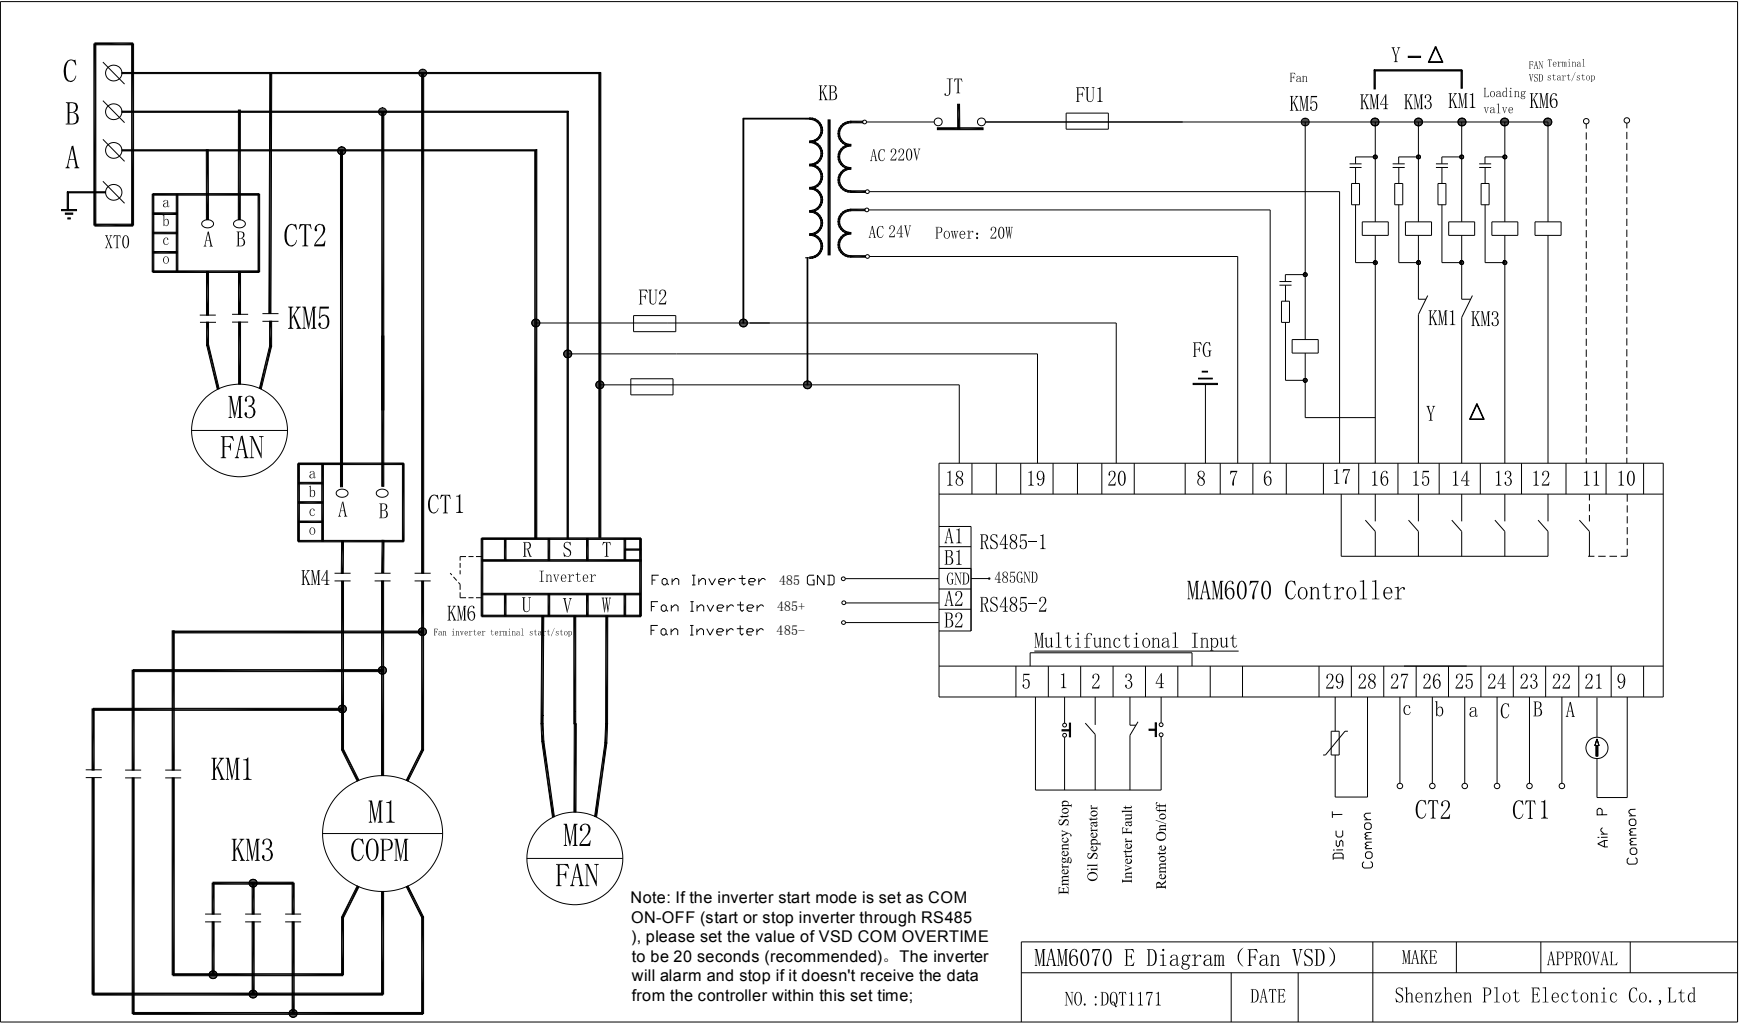 C
B
A
XTO
a
b
c
o
A B
CT2
KM5
M3
FAN
a
b
c
o
A B
CT1
KM4
KM6
Fan inverter terminal start/stop
R S T
Inverter
U V W
KM1
KM3
M1
COPM
M2
FAN
FU2
KB
JT
FU1
AC 220V
AC 24V Power: 20W
Y — Δ
Fan
KM5
KM4 KM3 KM1
Loading
valve
FAN Terminal
VSD start/stop
KM6
KM1 KM3
Y Δ
FG
18 19 20 8 7 6 17 16 15 14 13 12 11 10
A1
B1
GND
A2
B2
RS485-1
485GND
RS485-2
Fan Inverter 485 GND
Fan Inverter 485+
Fan Inverter 485-
MAM6070 Controller
Multifunctional Input
5 1 2 3 4 29 28 27 26 25 24 23 22 21 9
c b a C B A
CT2 CT1
Emergency Stop
Oil Seperator
Inverter Fault
Remote On/off
Disc T
Common
Air P
Common
Note: If the inverter start mode is set as COM
ON-OFF (start or stop inverter through RS485
), please set the value of VSD COM OVERTIME
to be 20 seconds (recommended)。The inverter
will alarm and stop if it doesn't receive the data
from the controller within this set time;
MAM6070 E Diagram (Fan VSD) MAKE APPROVAL
NO.:DQT1171 DATE Shenzhen Plot Electonic Co.,Ltd